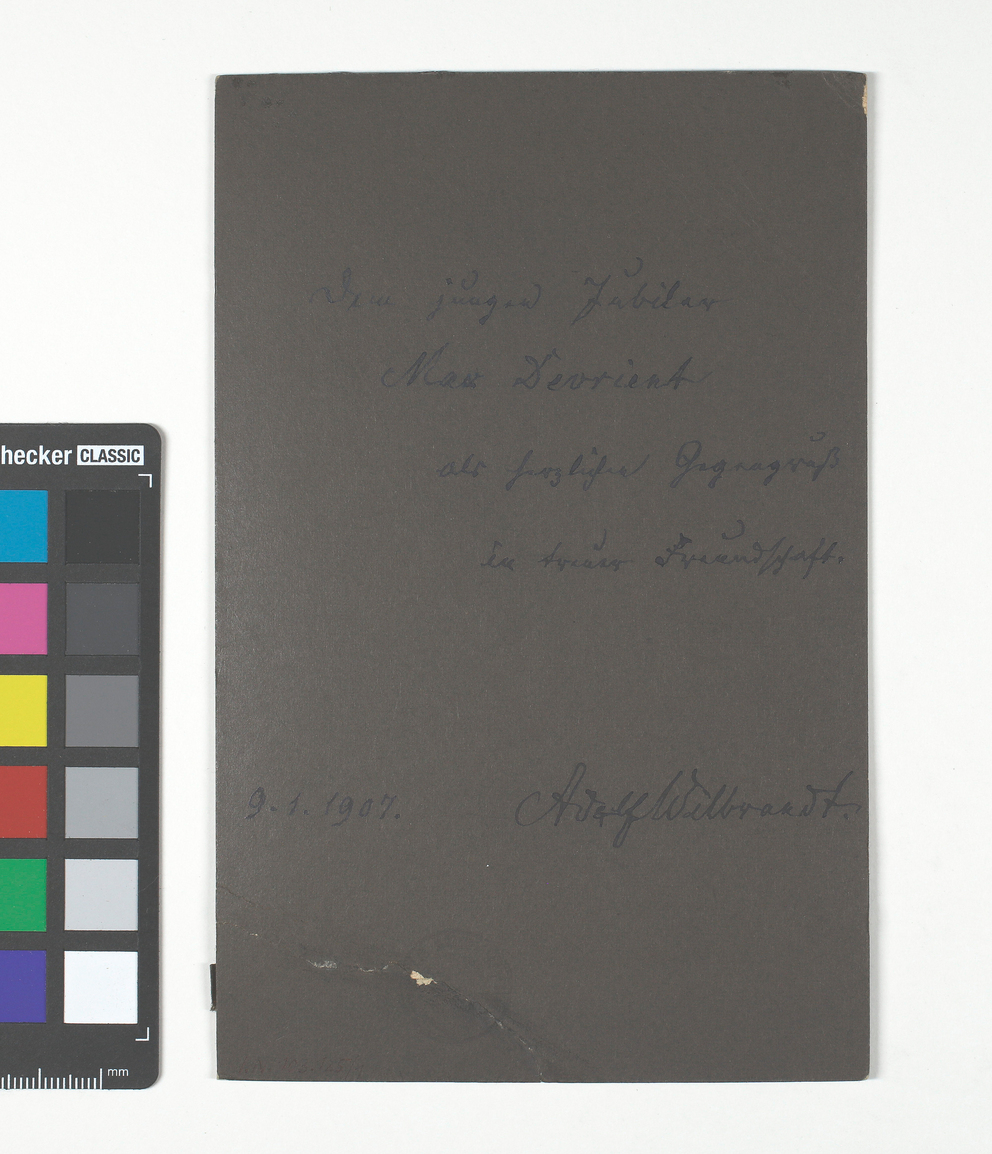 Dem jungen Jubilar
Max Devrient
als herzlichen Gegengruß
in treuer Freundschaft.
9.1.1907. Adolf Wilbrandt.
hecker CLASSIC
mm